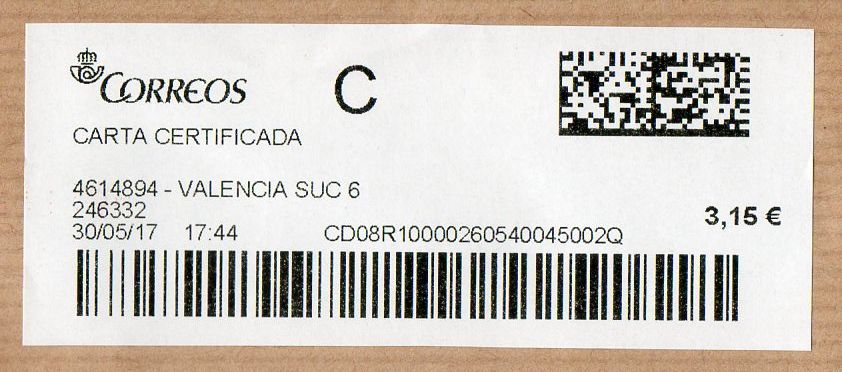 CORREOS
C
CARTA CERTIFICADA
4614894 - VALENCIA SUC 6
246332
3,15 €
30/05/17 17:44 CD08R10000260540045002Q